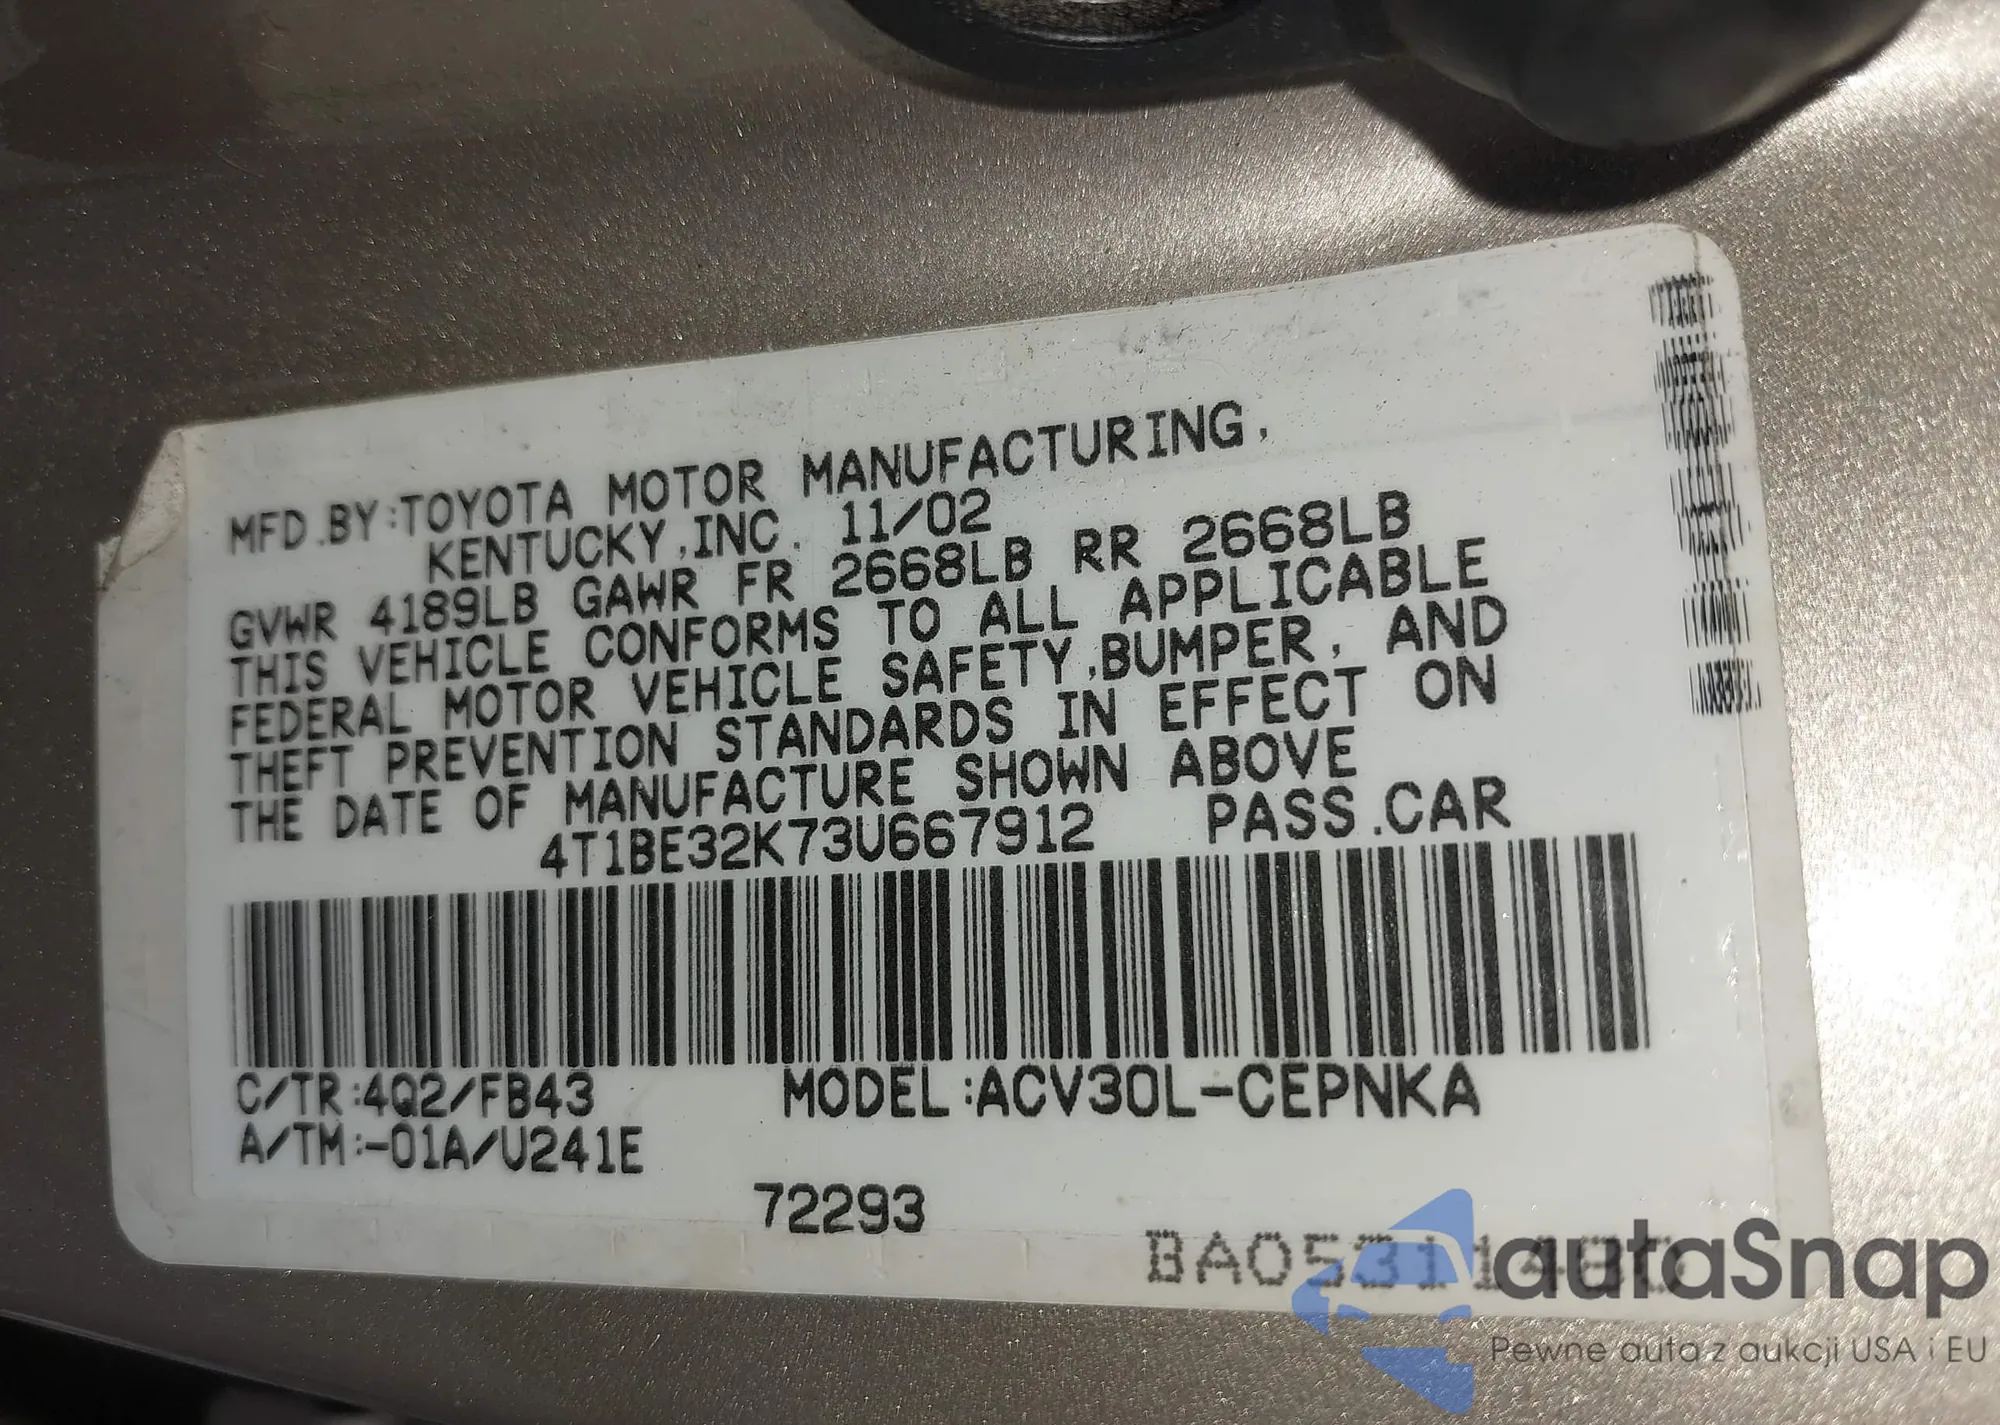 MFD.BY:TOYOTA MOTOR MANUFACTURING,
KENTUCKY,INC. 11/02
GVWR 4189LB GAWR FR 2668LB RR 2668LB
THIS VEHICLE CONFORMS TO ALL APPLICABLE
FEDERAL MOTOR VEHICLE SAFETY,BUMPER, AND
THEFT PREVENTION STANDARDS IN EFFECT ON
THE DATE OF MANUFACTURE SHOWN ABOVE
4T1BE32K73U667912 PASS.CAR
C/TR:4Q2/FB43 MODEL:ACV30L-CEPNKA
A/TM:-01A/U241E
72293
autoSnap
Pewne auta z aukcji USA i EU